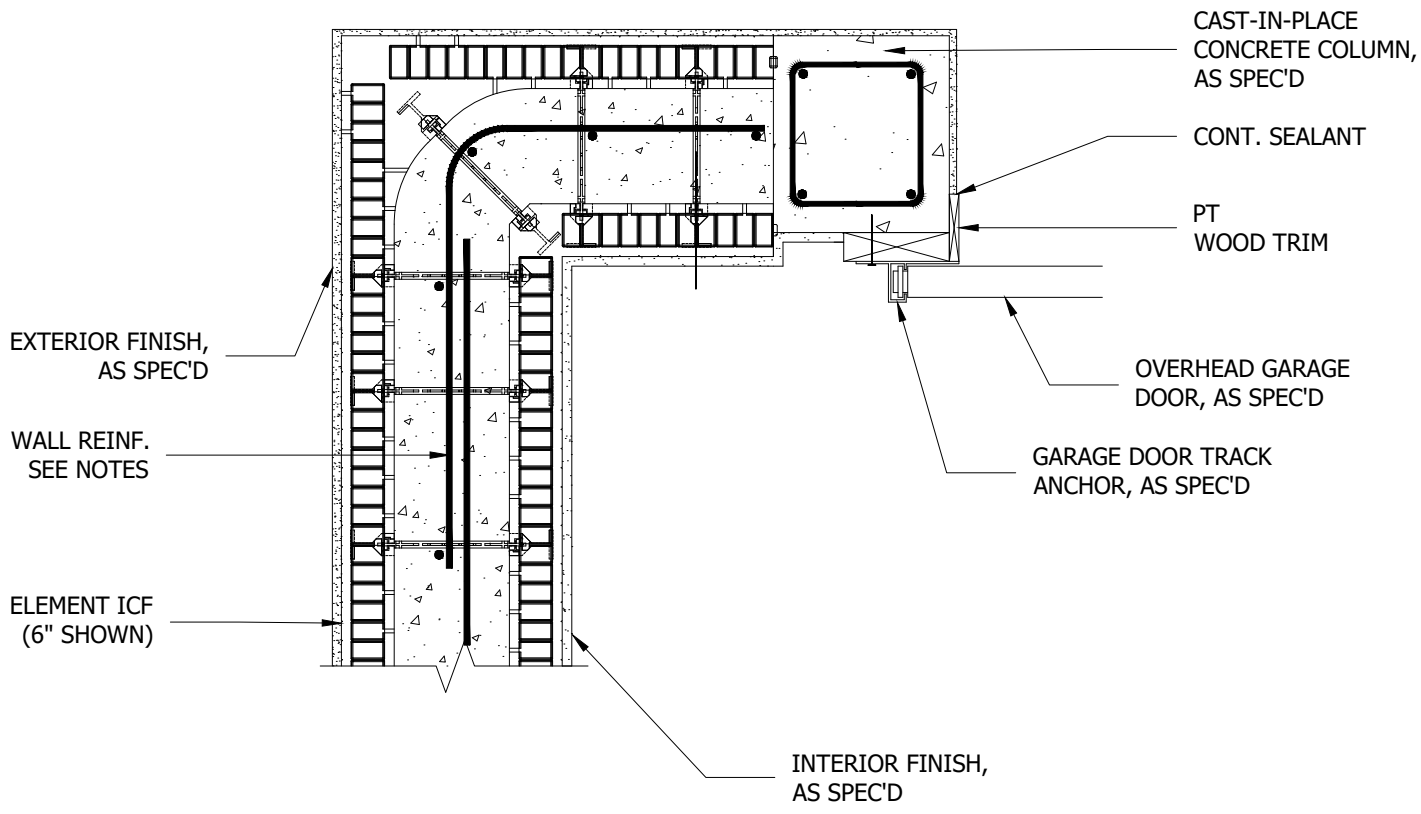 CAST-IN-PLACE
CONCRETE COLUMN,
AS SPEC'D
CONT. SEALANT
PT
WOOD TRIM
EXTERIOR FINISH,
AS SPEC'D
OVERHEAD GARAGE
DOOR, AS SPEC'D
WALL REINF.
SEE NOTES
GARAGE DOOR TRACK
ANCHOR, AS SPEC'D
ELEMENT ICF
(6" SHOWN)
INTERIOR FINISH,
AS SPEC'D